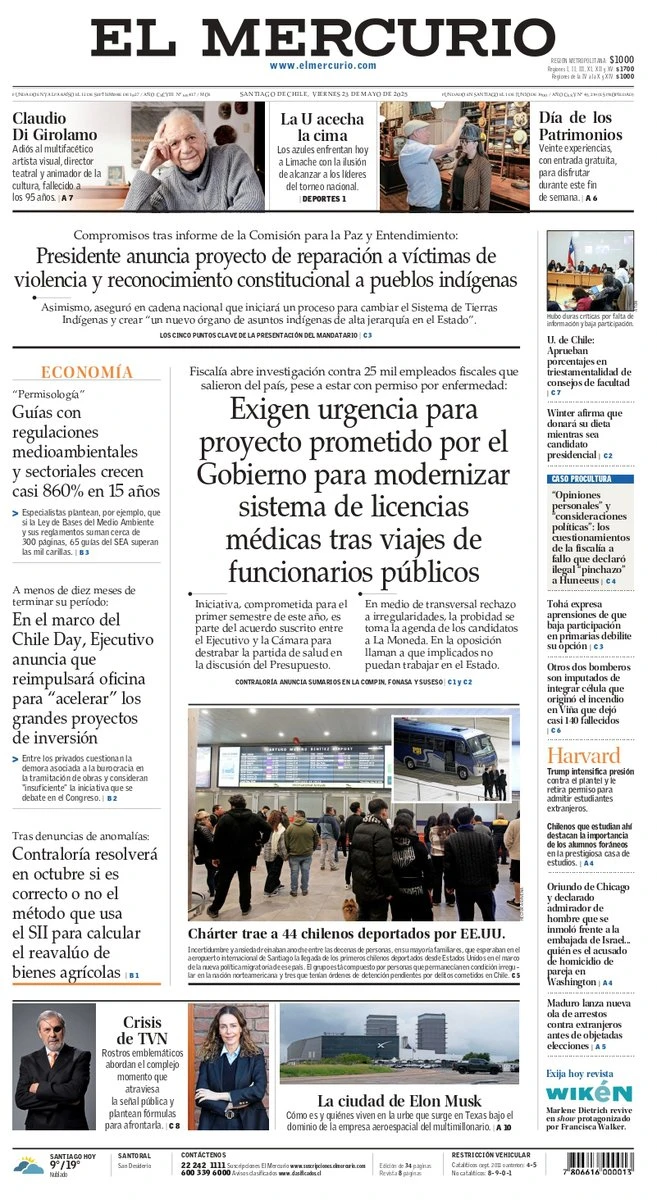 EL MERCURIO
www.elmercurio.com
REGIÓN METROPOLITANA $1000
Regiones I, II, III, XI, XII y XV $1700
Regiones de la IV a la X y XIV $1000
SANTIAGO DE CHILE, VIERNES 23 DE MAYO DE 2025
Claudio
Di Girolamo
Adiós al multifacético
artista visual, director
teatral y animador de la
cultura, fallecido a
los 95 años. | A 7
La U acecha
la cima
Los azules enfrentan hoy
a Limache con la ilusión
de alcanzar a los líderes
del torneo nacional.
| DEPORTES 1
Día de los
Patrimonios
Veinte experiencias,
con entrada gratuita,
para disfrutar
durante este fin
de semana. | A 6
Compromisos tras informe de la Comisión para la Paz y Entendimiento:
Presidente anuncia proyecto de reparación a víctimas de
violencia y reconocimiento constitucional a pueblos indígenas
Asimismo, aseguró en cadena nacional que iniciará un proceso para cambiar el Sistema de Tierras
Indígenas y crear “un nuevo órgano de asuntos indígenas de alta jerarquía en el Estado”.
LOS CINCO PUNTOS CLAVE DE LA PRESENTACIÓN DEL MANDATARIO | C 3
ECONOMÍA
“Permisología”
Guías con
regulaciones
medioambientales
y sectoriales crecen
casi 860% en 15 años
> Especialistas plantean, por ejemplo, que
si la Ley de Bases del Medio Ambiente
y sus reglamentos suman cerca de
300 páginas, 65 guías del SEA superan
las mil carillas. | B 3
A menos de diez meses de
terminar su período:
En el marco del
Chile Day, Ejecutivo
anuncia que
reimpulsará oficina
para “acelerar” los
grandes proyectos
de inversión
> Entre los privados cuestionan la
demora asociada a la burocracia en
la tramitación de obras y consideran
“insuficiente” la iniciativa que se
debate en el Congreso. | B 2
Tras denuncias de anomalías:
Contraloría resolverá
en octubre si es
correcto o no el
método que usa
el SII para calcular
el reavalúo de
bienes agrícolas | B 1
Fiscalía abre investigación contra 25 mil empleados fiscales que
salieron del país, pese a estar con permiso por enfermedad:
Exigen urgencia para
proyecto prometido por el
Gobierno para modernizar
sistema de licencias
médicas tras viajes de
funcionarios públicos
Iniciativa, comprometida para el
primer semestre de este año, es
parte del acuerdo suscrito entre
el Ejecutivo y la Cámara para
destrabar la partida de salud en
la discusión del Presupuesto.
En medio de transversal rechazo
a irregularidades, la probidad se
toma la agenda de los candidatos
a La Moneda. En la oposición
llaman a que implicados no
puedan trabajar en el Estado.
CONTRALORÍA ANUNCIA SUMARIOS EN LA COMPIN, FONASA Y SUSESO | C 1 y C 2
Chárter trae a 44 chilenos deportados por EE.UU.
Incertidumbre y ansiedad reinaban anoche entre las decenas de personas, en su mayoría familiares, que esperaban en el
aeropuerto internacional de Santiago la llegada de los primeros chilenos deportados desde Estados Unidos en el marco
de la nueva política migratoria de ese país. El grupo está compuesto por personas que permanecían en condición irregu-
lar en la nación norteamericana y tres que tenían órdenes de detención pendientes por delitos cometidos en Chile. C 5
Hubo duras críticas por falta de
información y baja participación.
U. de Chile:
Aprueban
porcentajes en
triestamentalidad de
consejos de facultad
| C 7
Winter afirma que
donará su dieta
mientras sea
candidato
presidencial | C 2
CASO PROCULTURA
“Opiniones
personales” y
“consideraciones
políticas”: los
cuestionamientos
de la fiscalía a
fallo que declaró
ilegal “pinchazo”
a Huneeus | C 4
Tohá expresa
aprensiones de que
baja participación
en primarias debilite
su opción | C 3
Otros dos bomberos
son imputados de
integrar célula que
originó el incendio
en Viña que dejó
casi 140 fallecidos
| C 6
Harvard
Trump intensifica presión
contra el plantel y le
retira permiso para
admitir estudiantes
extranjeros.
Chilenos que estudian ahí
destacan la importancia
de los alumnos foráneos
en la prestigiosa casa de
estudios. | A 4
Oriundo de Chicago
y declarado
admirador de
hombre que se
inmoló frente a la
embajada de Israel...
quién es el acusado
de homicidio de
pareja en
Washington | A 4
Maduro lanza nueva
ola de arrestos
contra extranjeros
antes de objetadas
elecciones | A 5
Exija hoy revista
WIKÉN
Marlene Dietrich revive
en show protagonizado
por Francisca Walker.
Crisis
de TVN
Rostros emblemáticos
abordan el complejo
momento que
atraviesa
la señal pública y
plantean fórmulas
para afrontarla. | C 8
La ciudad de Elon Musk
Cómo es y quiénes viven en la urbe que surge en Texas bajo el
dominio de la empresa aeroespacial del multimillonario. | A 10
SANTIAGO HOY
9°/19°
Nublado
SANTORAL
San Desiderio
CONTÁCTENOS
22 242 1111 Suscripciones El Mercurio www.suscripciones.elmercurio.com
600 339 6000 Avisos clasificados www.clasificados.cl
Edición de 34 páginas
Revista 8 páginas
RESTRICCIÓN VEHICULAR
Catalíticos sept. 2011 o anterior: 4-5
No catalíticos: 8-9-0-1
7 806616 000013